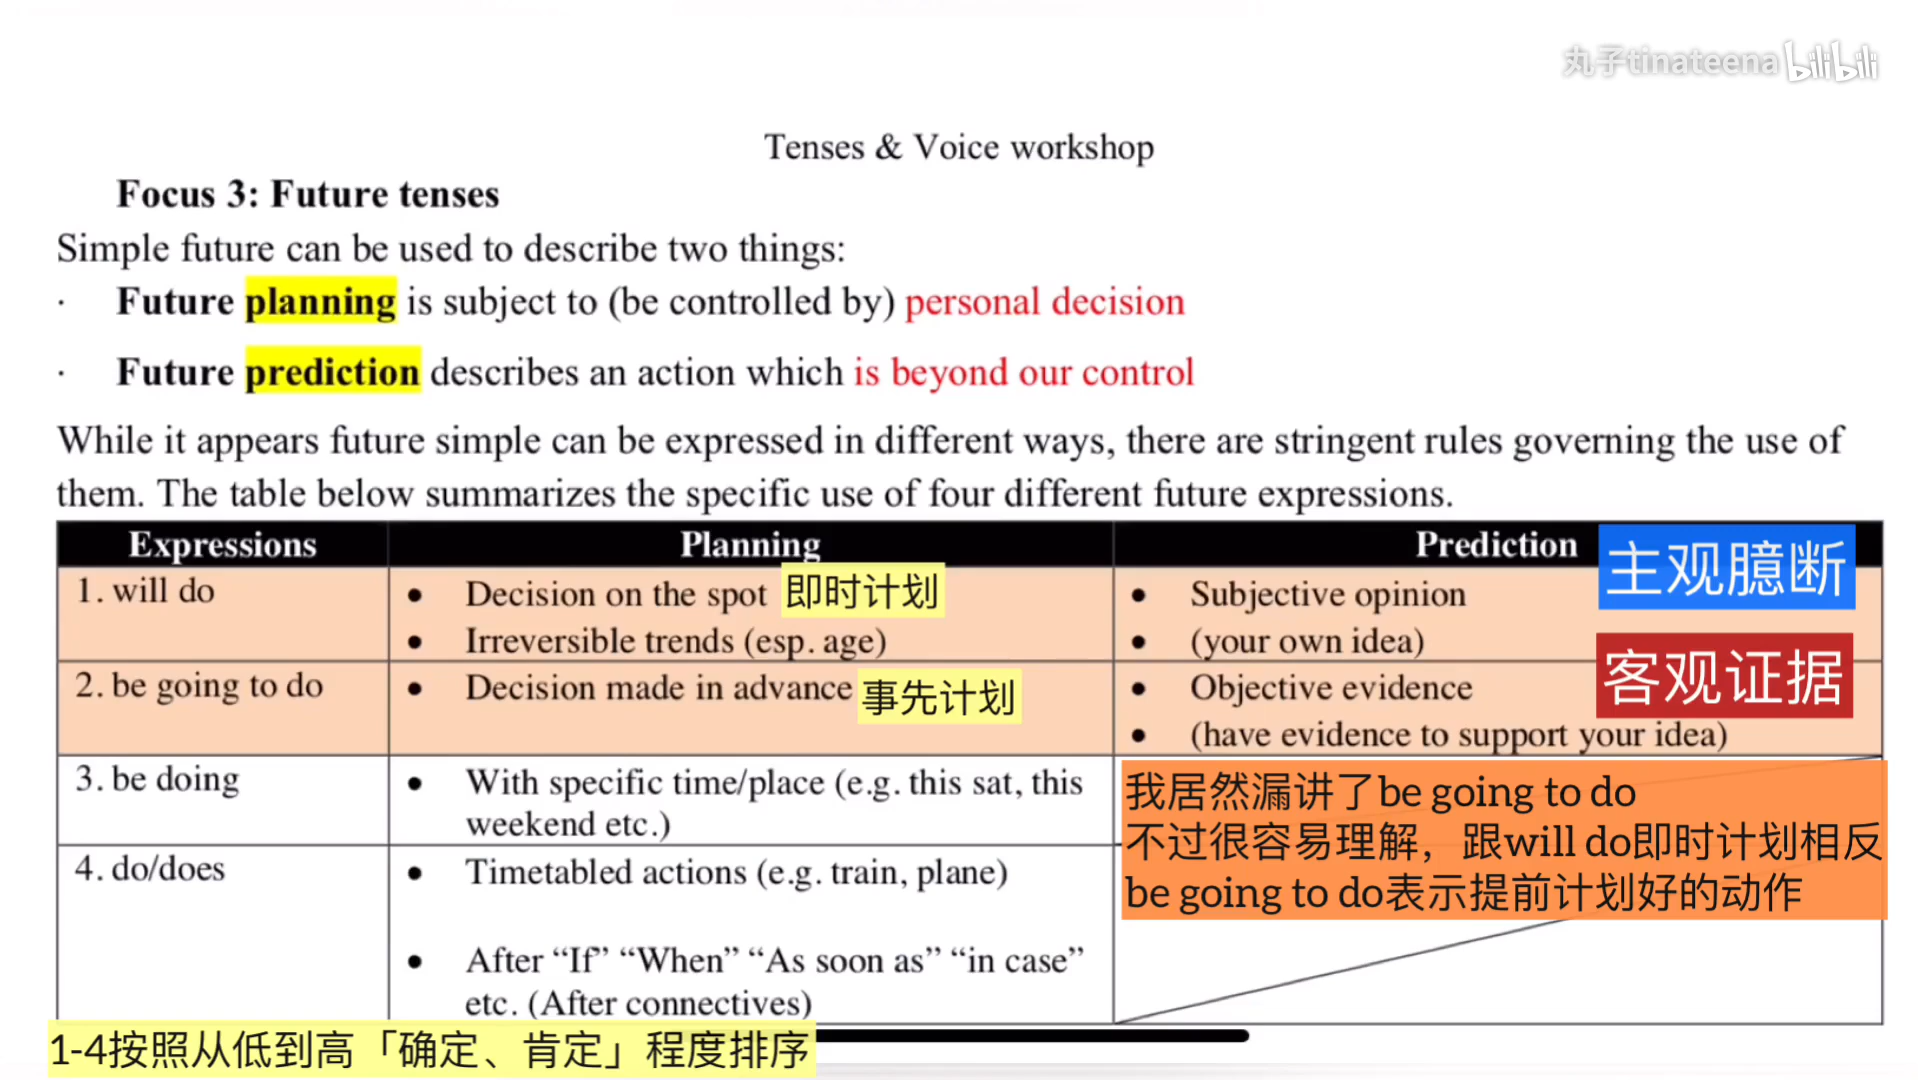 丸子tinateena bilibili
Tenses & Voice workshop
Focus 3: Future tenses
Simple future can be used to describe two things:
· Future planning is subject to (be controlled by) personal decision
· Future prediction describes an action which is beyond our control
While it appears future simple can be expressed in different ways, there are stringent rules governing the use of
them. The table below summarizes the specific use of four different future expressions.
Expressions Planning Prediction
主观臆断
1. will do
• Decision on the spot 即时计划
• Irreversible trends (esp. age)
• Subjective opinion
• (your own idea)
客观证据
2. be going to do
• Decision made in advance 事先计划
• Objective evidence
• (have evidence to support your idea)
3. be doing
• With specific time/place (e.g. this sat, this
weekend etc.)
我居然漏讲了be going to do
不过很容易理解，跟will do即时计划相反
be going to do表示提前计划好的动作
4. do/does
• Timetabled actions (e.g. train, plane)
• After “If” “When” “As soon as” “in case”
etc. (After connectives)
1-4按照从低到高「确定、肯定」程度排序